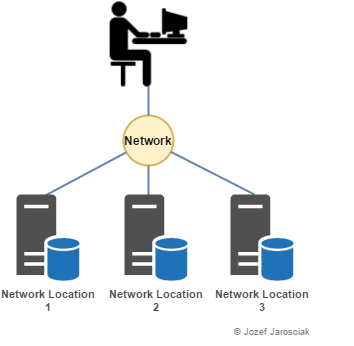 Network
Network Location
1
Network Location
2
Network Location
3
© Jozef Jarosciak